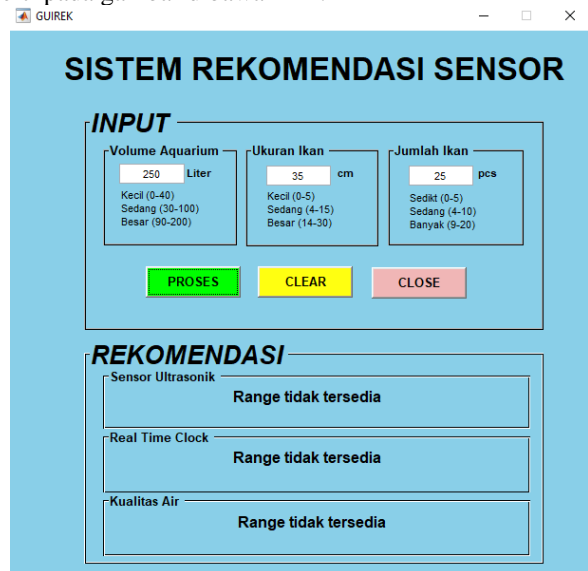 GUIREK
SISTEM REKOMENDASI SENSOR
INPUT
Volume Aquarium
250 Liter
Kecil (0-40)
Sedang (30-100)
Besar (90-200)
Ukuran Ikan
35 cm
Kecil (0-5)
Sedang (4-15)
Besar (14-30)
Jumlah Ikan
25 pcs
Sedikt (0-5)
Sedang (4-10)
Banyak (9-20)
PROSES
CLEAR
CLOSE
REKOMENDASI
Sensor Ultrasonik
Range tidak tersedia
Real Time Clock
Range tidak tersedia
Kualitas Air
Range tidak tersedia